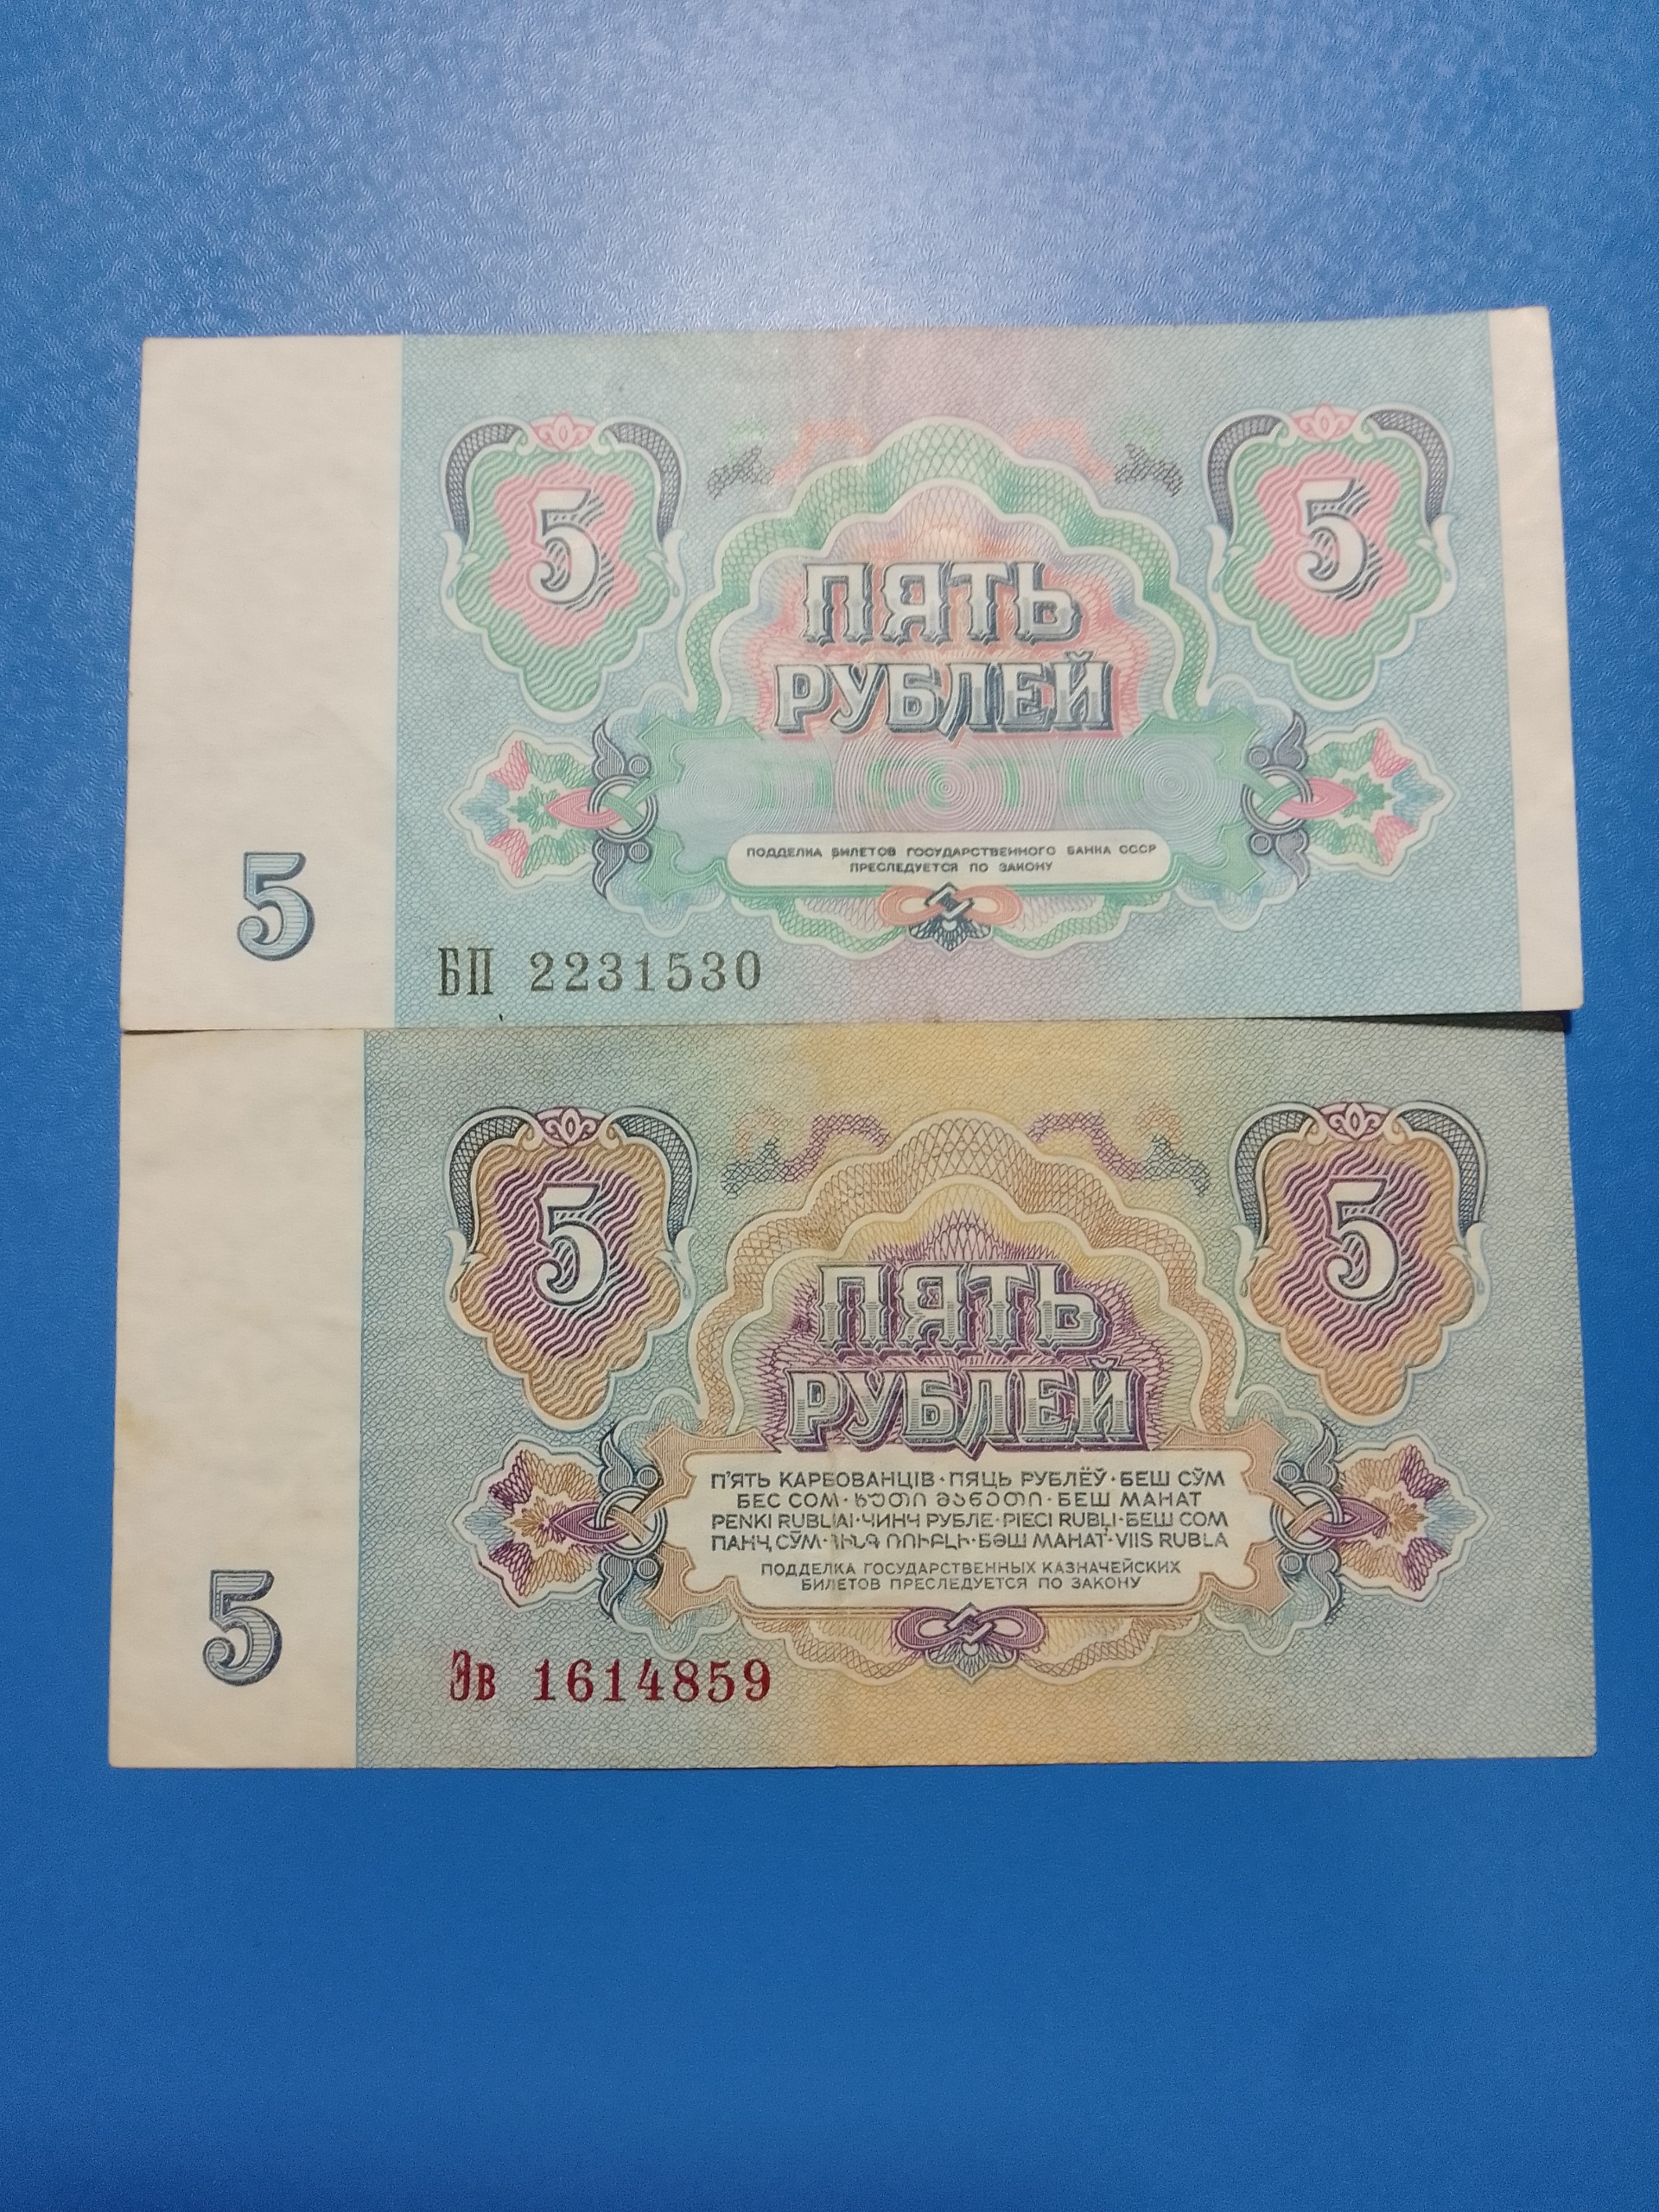 5
5
ПЯТЬ
РУБЛЕЙ
ПОДДЕЛКА БИЛЕТОВ ГОСУДАРСТВЕННОГО БАНКА СССР
ПРЕСЛЕДУЕТСЯ ПО ЗАКОНУ
5
БП 2231530
5
5
ПЯТЬ
РУБЛЕЙ
П'ЯТЬ КАРБОВАНЦІВ·ПЯЦЬ РУБЛЁЎ·БЕШ СЎМ
БЕС СОМ·ხუთი მანეთი·БЕШ МАНАТ
PENKI RUBLIAI·ЧИНЧ РУБЛЕ·PIECI RUBĻI·БЕШ СОМ
ПАНҶ СӮМ·ՀԻՆԳ ՌՈՒԲԼԻ·БӘШ МАНАТ·VIIS RUBLA
ПОДДЕЛКА ГОСУДАРСТВЕННЫХ КАЗНАЧЕЙСКИХ
БИЛЕТОВ ПРЕСЛЕДУЕТСЯ ПО ЗАКОНУ
5
Эв 1614859